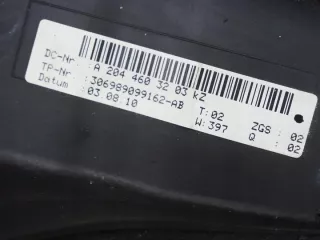 DC-Nr A 204 460 32 03 kZ
TP-Nr :306989099162-AB T:02 ZGS : 02
Datum 03.08.10 W:397 Q : 02